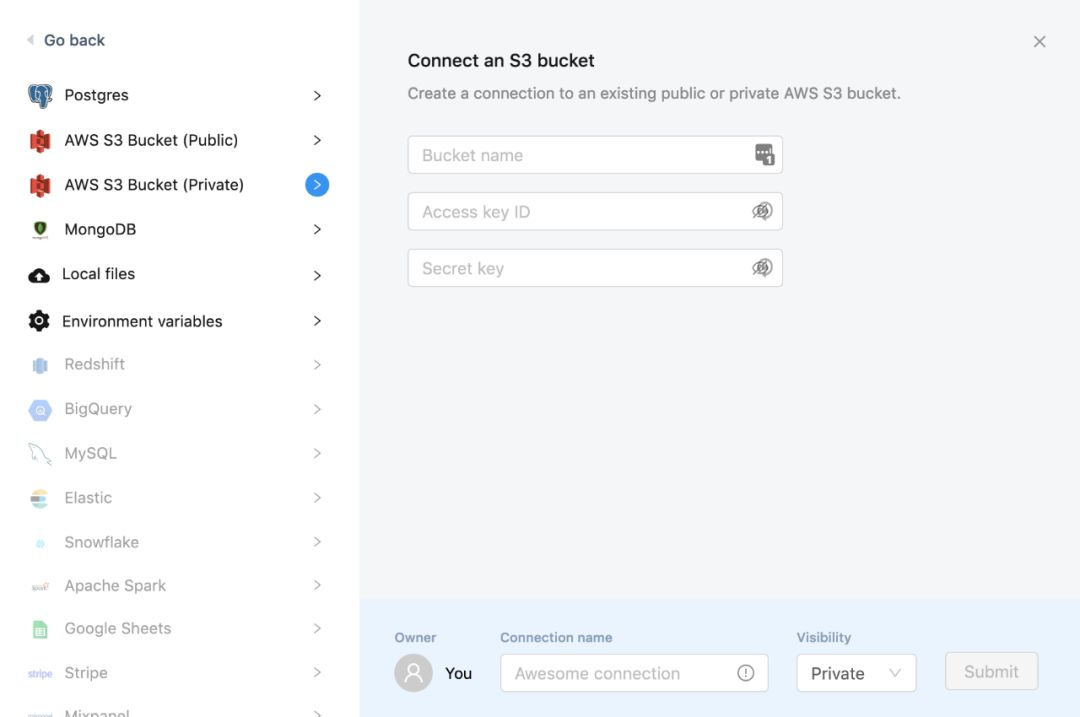 Go back
Postgres
AWS S3 Bucket (Public)
AWS S3 Bucket (Private)
MongoDB
Local files
Environment variables
Redshift
BigQuery
MySQL
Elastic
Snowflake
Apache Spark
Google Sheets
stripe Stripe
Mixpanel
Connect an S3 bucket
Create a connection to an existing public or private AWS S3 bucket.
Bucket name
1
Access key ID
Secret key
Owner
You
Connection name
Awesome connection
Visibility
Private
Submit